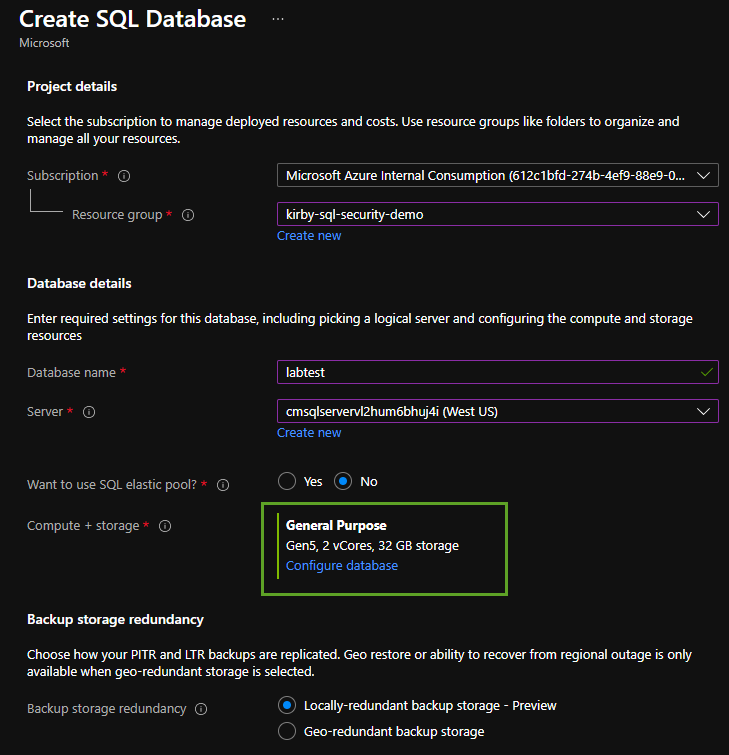 Create SQL Database ...
Microsoft
Project details
Select the subscription to manage deployed resources and costs. Use resource groups like folders to organize and
manage all your resources.
Subscription *
Microsoft Azure Internal Consumption (612c1bfd-274b-4ef9-88e9-0...
Resource group *
kirby-sql-security-demo
Create new
Database details
Enter required settings for this database, including picking a logical server and configuring the compute and storage
resources
Database name *
labtest
Server *
cmsqlservervl2hum6bhuj4i (West US)
Create new
Want to use SQL elastic pool? *
Yes No
Compute + storage *
General Purpose
Gen5, 2 vCores, 32 GB storage
Configure database
Backup storage redundancy
Choose how your PITR and LTR backups are replicated. Geo restore or ability to recover from regional outage is only
available when geo-redundant storage is selected.
Backup storage redundancy
Locally-redundant backup storage - Preview
Geo-redundant backup storage